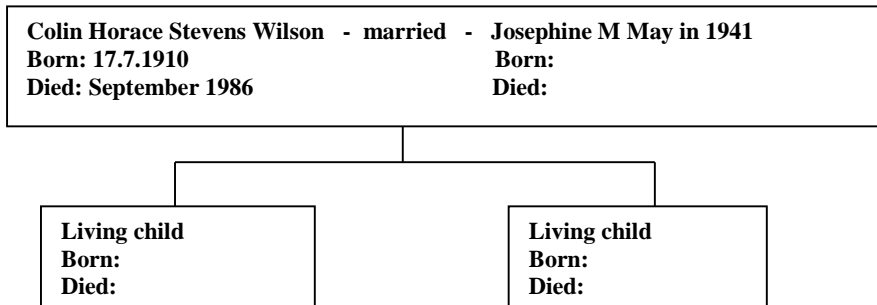 Colin Horace Stevens Wilson - married - Josephine M May in 1941
Born: 17.7.1910 Born:
Died: September 1986 Died:
Living child
Born:
Died:
Living child
Born:
Died: